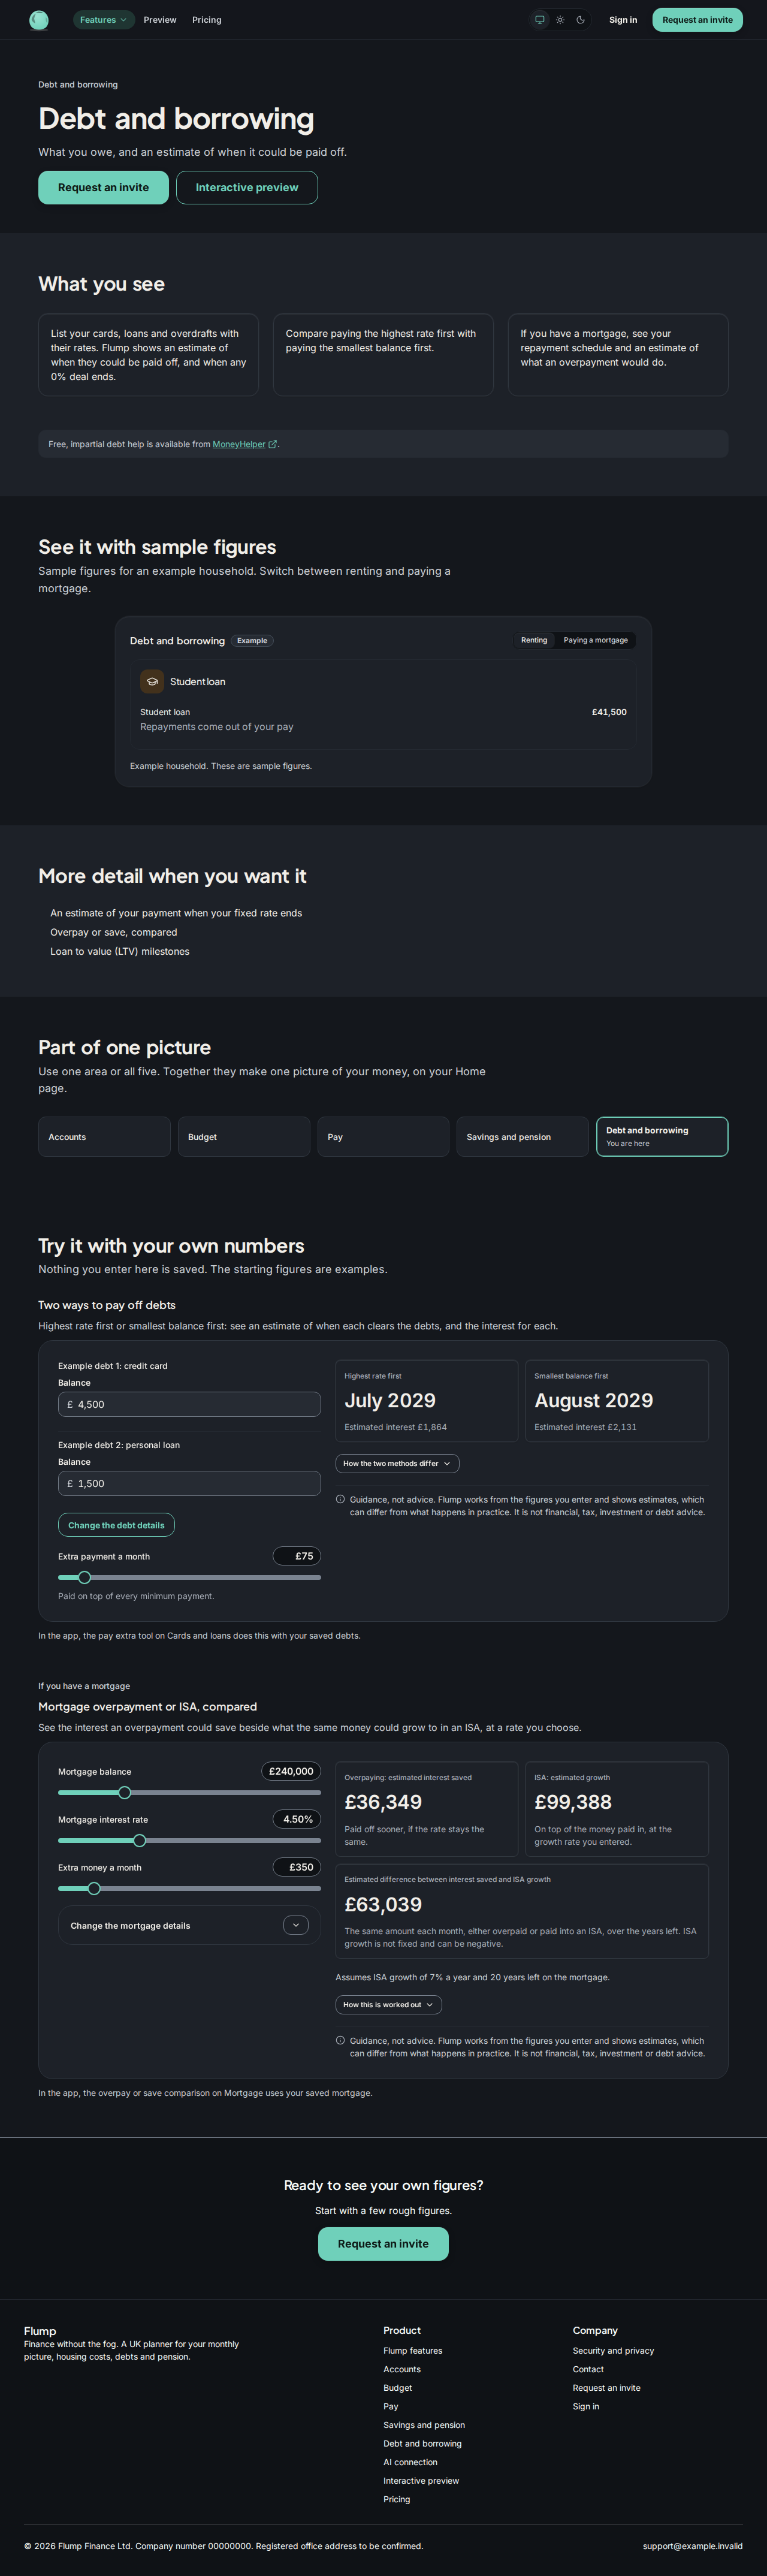 Features
Preview
Pricing
Sign in
Request an invite
Debt and borrowing
Debt and borrowing
What you owe, and an estimate of when it could be paid off.
Request an invite
Interactive preview
What you see
List your cards, loans and overdrafts with
their rates. Flump shows an estimate of
when they could be paid off, and when any
0% deal ends.
Compare paying the highest rate first with
paying the smallest balance first.
If you have a mortgage, see your
repayment schedule and an estimate of
what an overpayment would do.
Free, impartial debt help is available from MoneyHelper.
See it with sample figures
Sample figures for an example household. Switch between renting and paying a
mortgage.
Debt and borrowing
Example
Renting
Paying a mortgage
Student loan
Student loan
£41,500
Repayments come out of your pay
Example household. These are sample figures.
More detail when you want it
An estimate of your payment when your fixed rate ends
Overpay or save, compared
Loan to value (LTV) milestones
Part of one picture
Use one area or all five. Together they make one picture of your money, on your Home
page.
Accounts
Budget
Pay
Savings and pension
Debt and borrowing
You are here
Try it with your own numbers
Nothing you enter here is saved. The starting figures are examples.
Two ways to pay off debts
Highest rate first or smallest balance first: see an estimate of when each clears the debts, and the interest for each.
Example debt 1: credit card
Balance
£ 4,500
Example debt 2: personal loan
Balance
£ 1,500
Change the debt details
Extra payment a month
£75
Paid on top of every minimum payment.
Highest rate first
July 2029
Estimated interest £1,864
Smallest balance first
August 2029
Estimated interest £2,131
How the two methods differ
Guidance, not advice. Flump works from the figures you enter and shows estimates, which
can differ from what happens in practice. It is not financial, tax, investment or debt advice.
In the app, the pay extra tool on Cards and loans does this with your saved debts.
If you have a mortgage
Mortgage overpayment or ISA, compared
See the interest an overpayment could save beside what the same money could grow to in an ISA, at a rate you choose.
Mortgage balance
£240,000
Mortgage interest rate
4.50%
Extra money a month
£350
Change the mortgage details
Overpaying: estimated interest saved
£36,349
Paid off sooner, if the rate stays the
same.
ISA: estimated growth
£99,388
On top of the money paid in, at the
growth rate you entered.
Estimated difference between interest saved and ISA growth
£63,039
The same amount each month, either overpaid or paid into an ISA, over the years left. ISA
growth is not fixed and can be negative.
Assumes ISA growth of 7% a year and 20 years left on the mortgage.
How this is worked out
Guidance, not advice. Flump works from the figures you enter and shows estimates, which
can differ from what happens in practice. It is not financial, tax, investment or debt advice.
In the app, the overpay or save comparison on Mortgage uses your saved mortgage.
Ready to see your own figures?
Start with a few rough figures.
Request an invite
Flump
Finance without the fog. A UK planner for your monthly
picture, housing costs, debts and pension.
Product
Flump features
Accounts
Budget
Pay
Savings and pension
Debt and borrowing
AI connection
Interactive preview
Pricing
Company
Security and privacy
Contact
Request an invite
Sign in
© 2026 Flump Finance Ltd. Company number 00000000. Registered office address to be confirmed.
support@example.invalid